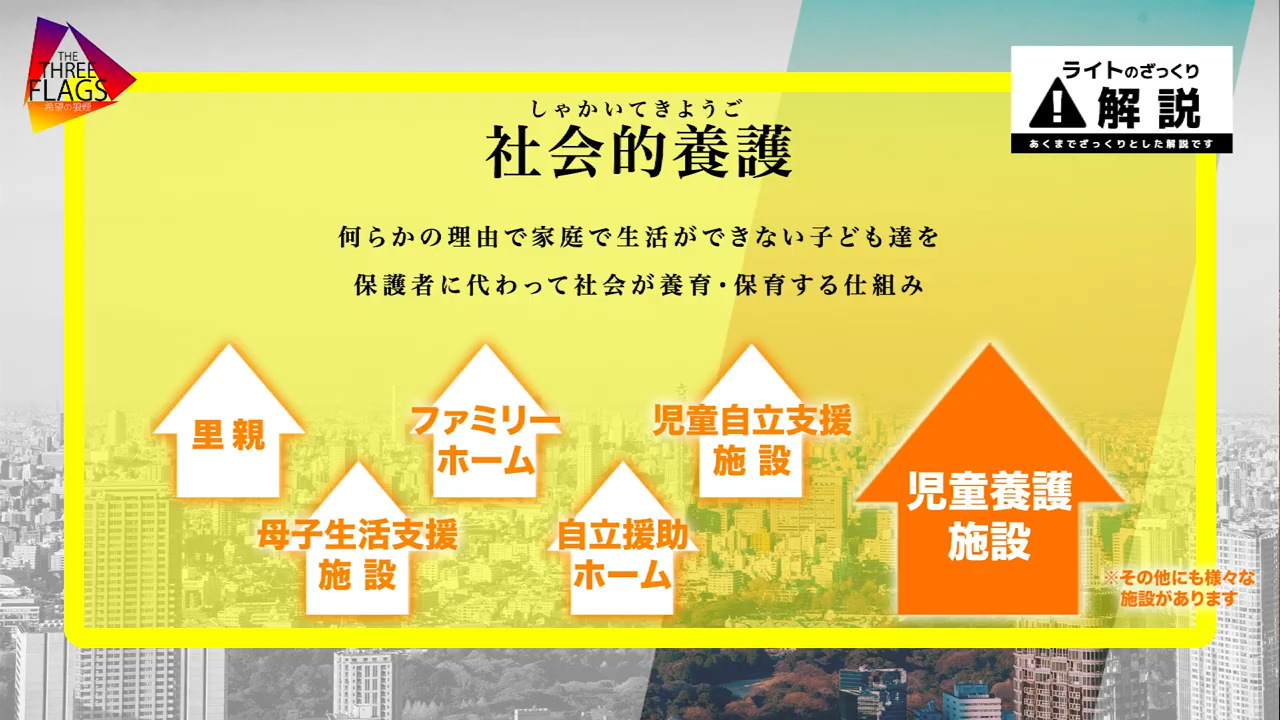 THE
THREE
FLAGS
希望の狼煙
ライトのざっくり
解説
あくまでざっくりとした解説です
しゃかいてきようご
社会的養護
何らかの理由で家庭で生活ができない子ども達を
保護者に代わって社会が養育・保育する仕組み
里親
ファミリー
ホーム
児童自立支援
施設
母子生活支援
施設
自立援助
ホーム
児童養護
施設
※その他にも様々な
施設があります